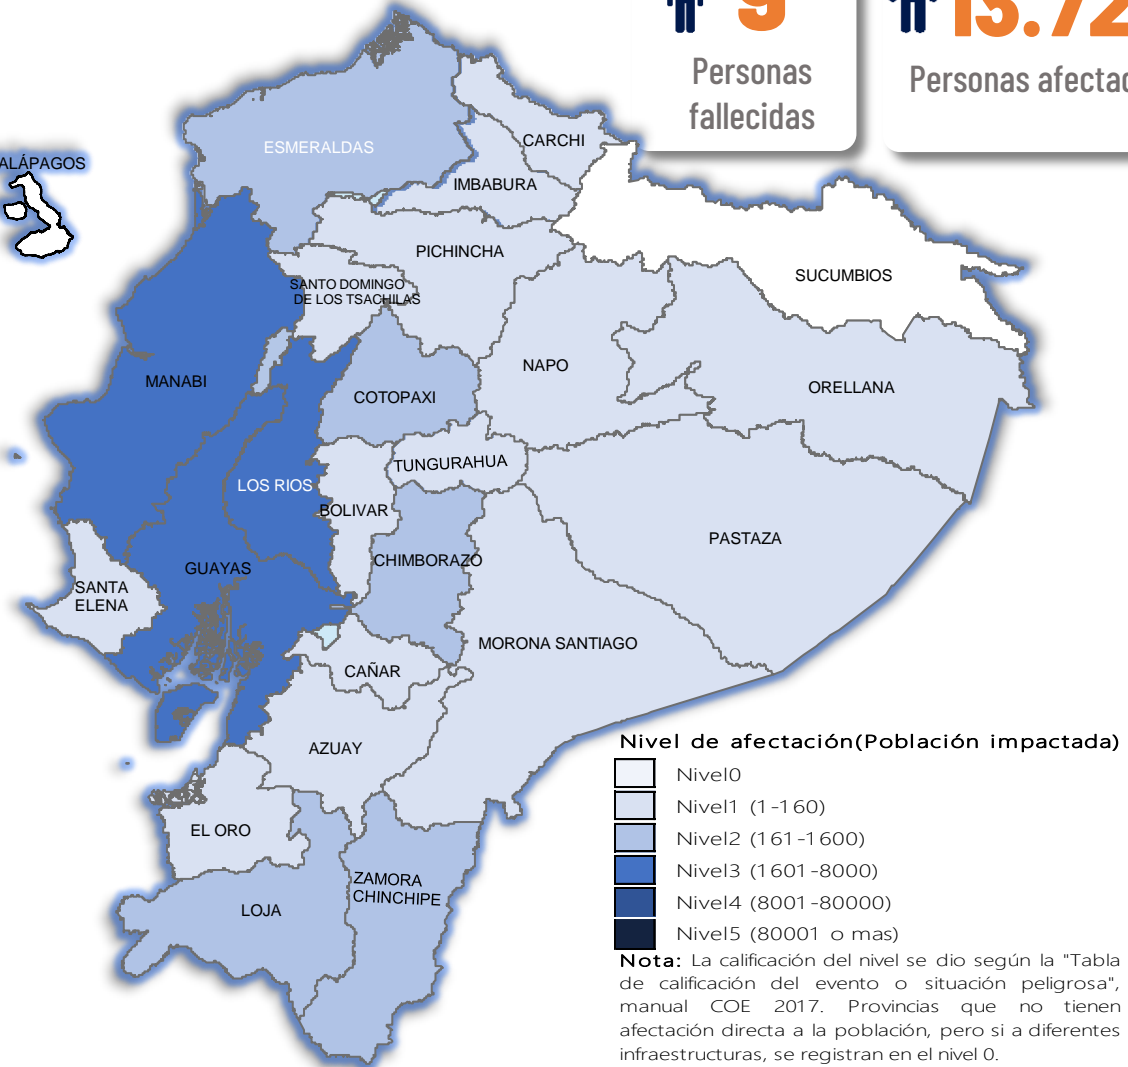 9
Personas
fallecidas
Personas
ALÁPAGOS
ESMERALDAS
CARCHI
IMBABURA
PICHINCHA
SUCUMBIOS
SANTO DOMINGO
DE LOS TSACHILAS
MANABI
COTOPAXI
NAPO
ORELLANA
TUNGURAHUA
LOS RIOS
BOLIVAR
PASTAZA
CHIMBORAZO
GUAYAS
SANTA
ELENA
MORONA SANTIAGO
CAÑAR
AZUAY
EL ORO
ZAMORA
CHINCHIPE
LOJA
Nivel de afectación(Población impactada)
Nivel0
Nivel1 (1-160)
Nivel2 (161-1600)
Nivel3 (1601-8000)
Nivel4 (8001-80000)
Nivel5 (80001 o mas)
Nota: La calificación del nivel se dio según la "Tabla
de calificación del evento o situación peligrosa",
manual COE 2017. Provincias que no tienen
afectación directa a la población, pero si a diferentes
infraestructuras, se registran en el nivel 0.